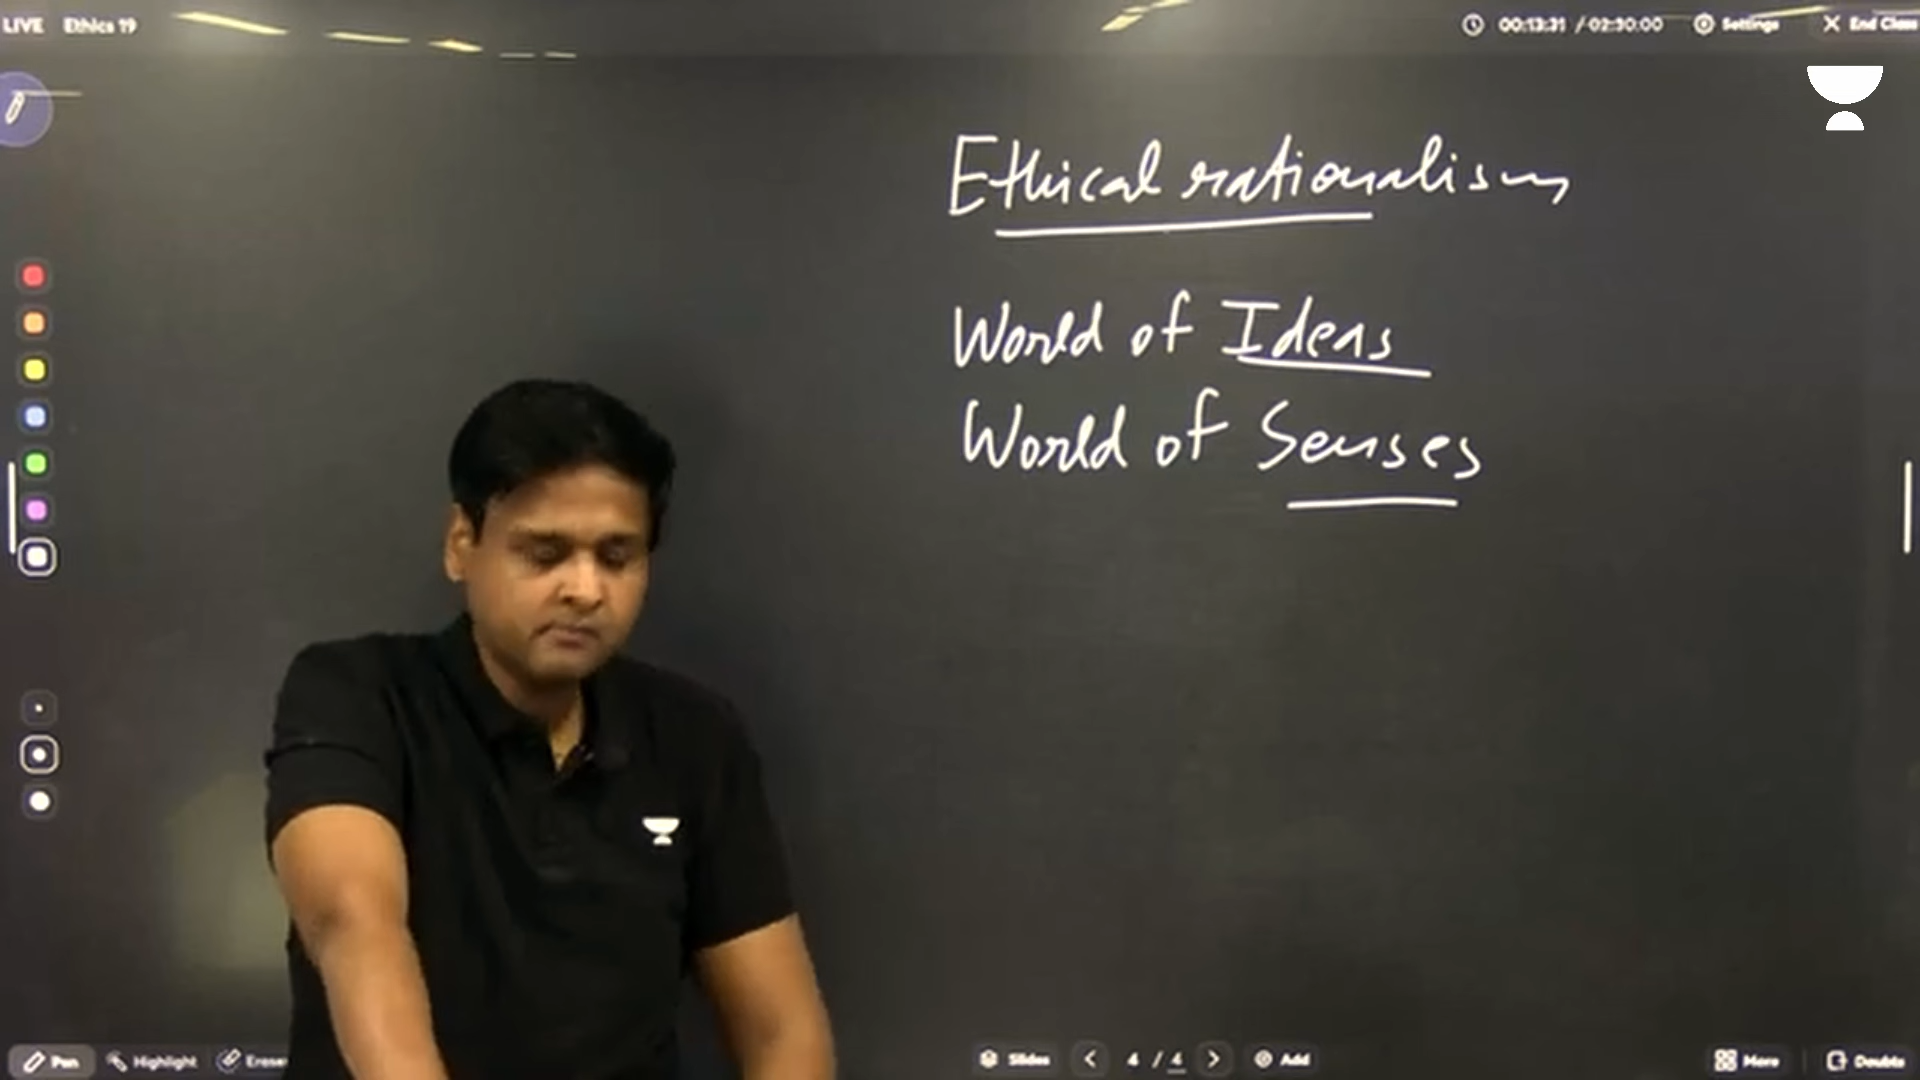 LIVE Ethics 19
00:13:31 / 02:30:00 Settings End Class
Ethical rationalism
World of Ideas
World of Senses
Pen Highlight Eraser
Slides 4 / 4 Add
More Doubts